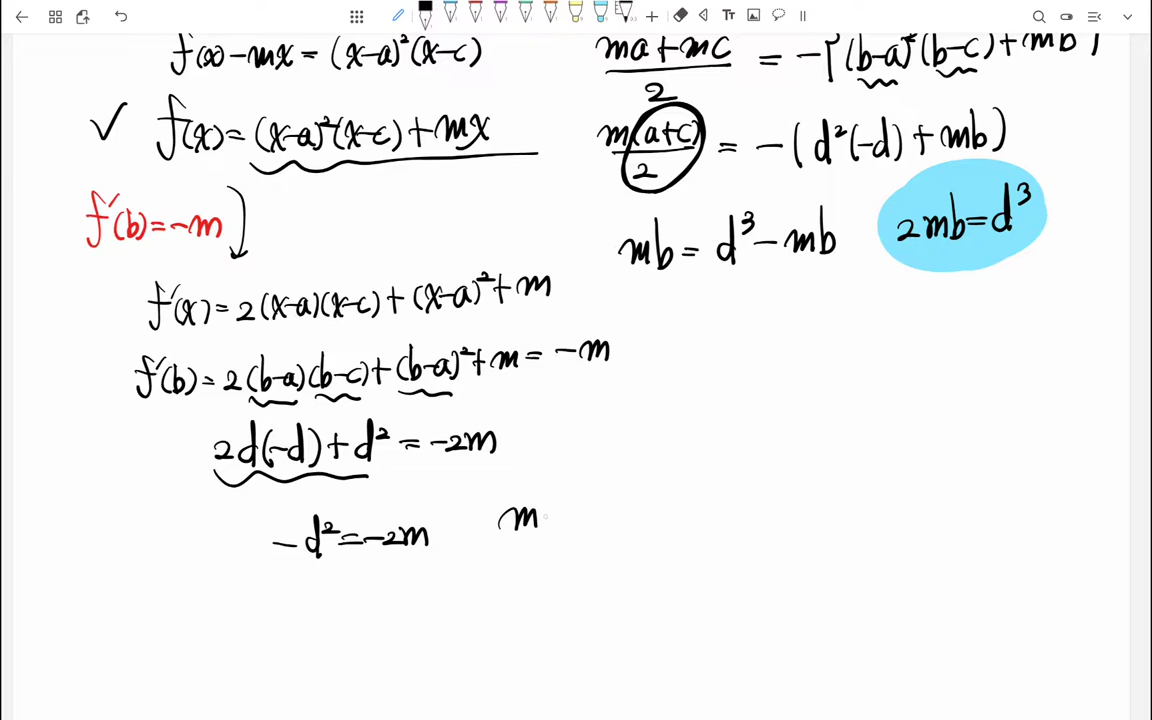 f(x)-mx=(x-a)²(x-c)
✓ f(x)=(x-a)²(x-c)+mx
f'(b)=-m
f'(x)=2(x-a)(x-c)+(x-a)²+m
f'(b)=2(b-a)(b-c)+(b-a)²+m=-m
2d(-d)+d²=-2m
-d²=-2m
m
(ma+mc)/2 = -{(b-a)²(b-c)+mb}
m(a+c)/2 = -(d²(-d)+mb)
mb=d³-mb
2mb=d³